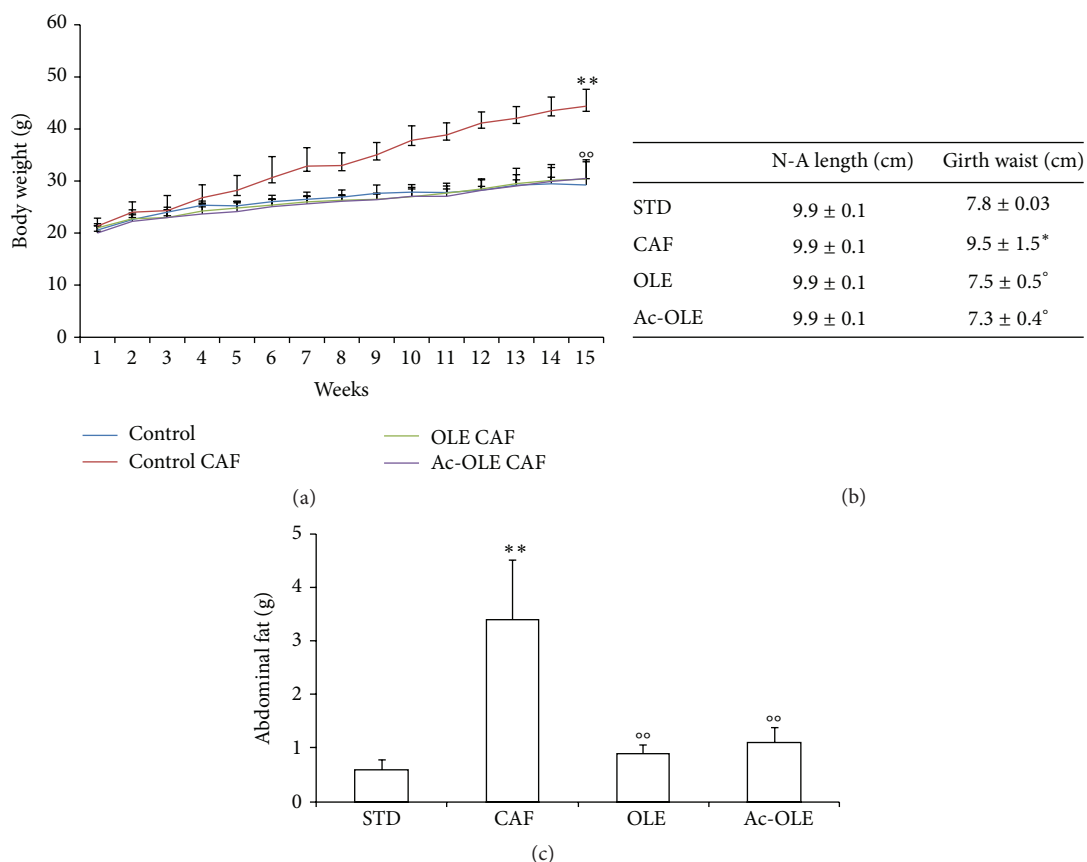 60
50
40
30
20
10
0
Body weight (g)
**
°°
1 2 3 4 5 6 7 8 9 10 11 12 13 14 15
Weeks
Control
Control CAF
OLE CAF
Ac-OLE CAF
(a)
N-A length (cm) Girth waist (cm)
STD 9.9 ± 0.1 7.8 ± 0.03
CAF 9.9 ± 0.1 9.5 ± 1.5*
OLE 9.9 ± 0.1 7.5 ± 0.5°
Ac-OLE 9.9 ± 0.1 7.3 ± 0.4°
(b)
5
4
3
2
1
0
Abdominal fat (g)
**
°°
°°
STD CAF OLE Ac-OLE
(c)